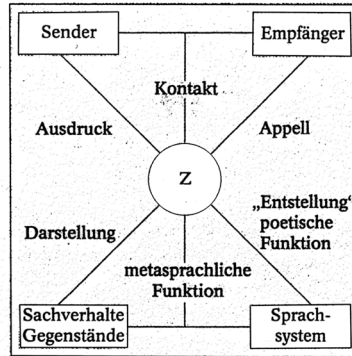 Sender
Empfänger
Kontakt
Ausdruck
Appell
Z
„Entstellung“
poetische
Funktion
Darstellung
metasprachliche
Funktion
Sachverhalte
Gegenstände
Sprach-
system